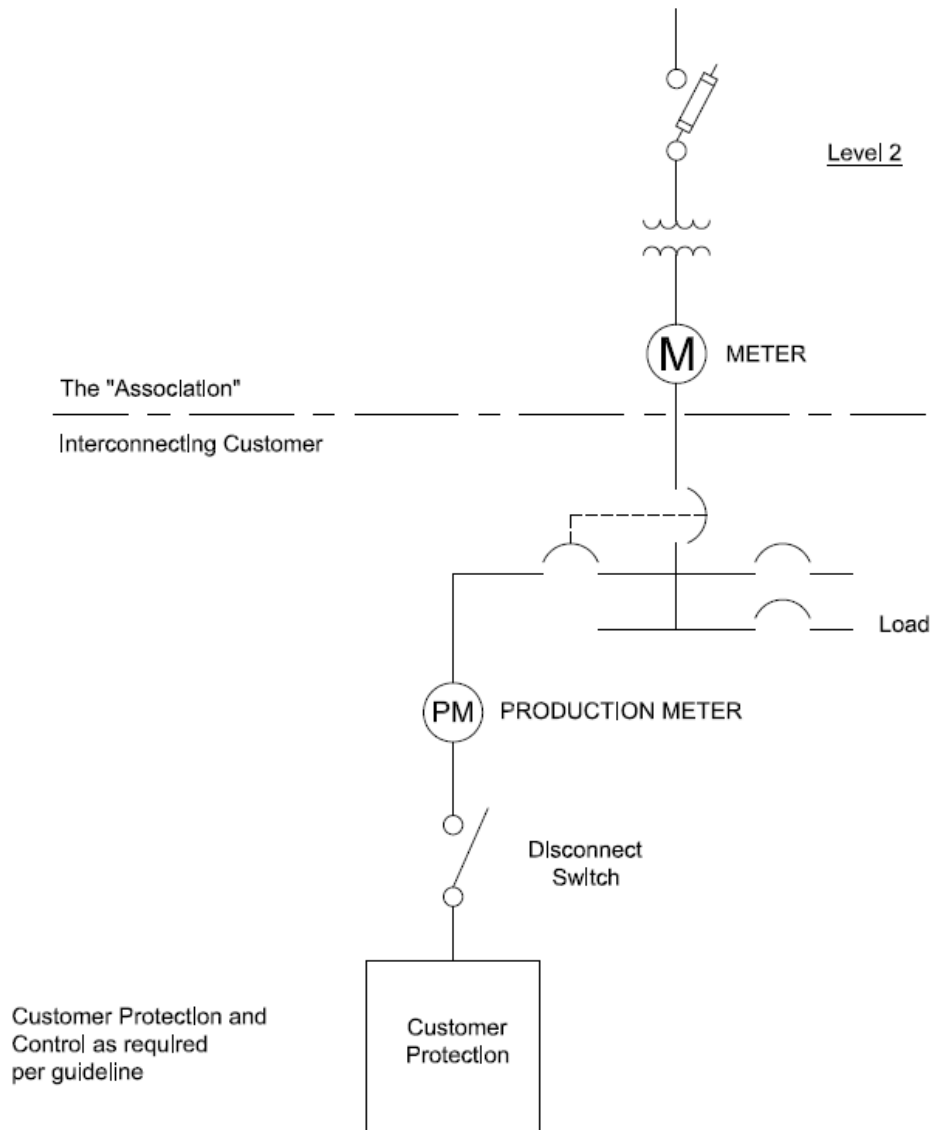 Level 2
M
METER
The "Association"
Interconnecting Customer
Load
PM
PRODUCTION METER
Disconnect
Switch
Customer Protection and
Control as required
per guideline
Customer
Protection